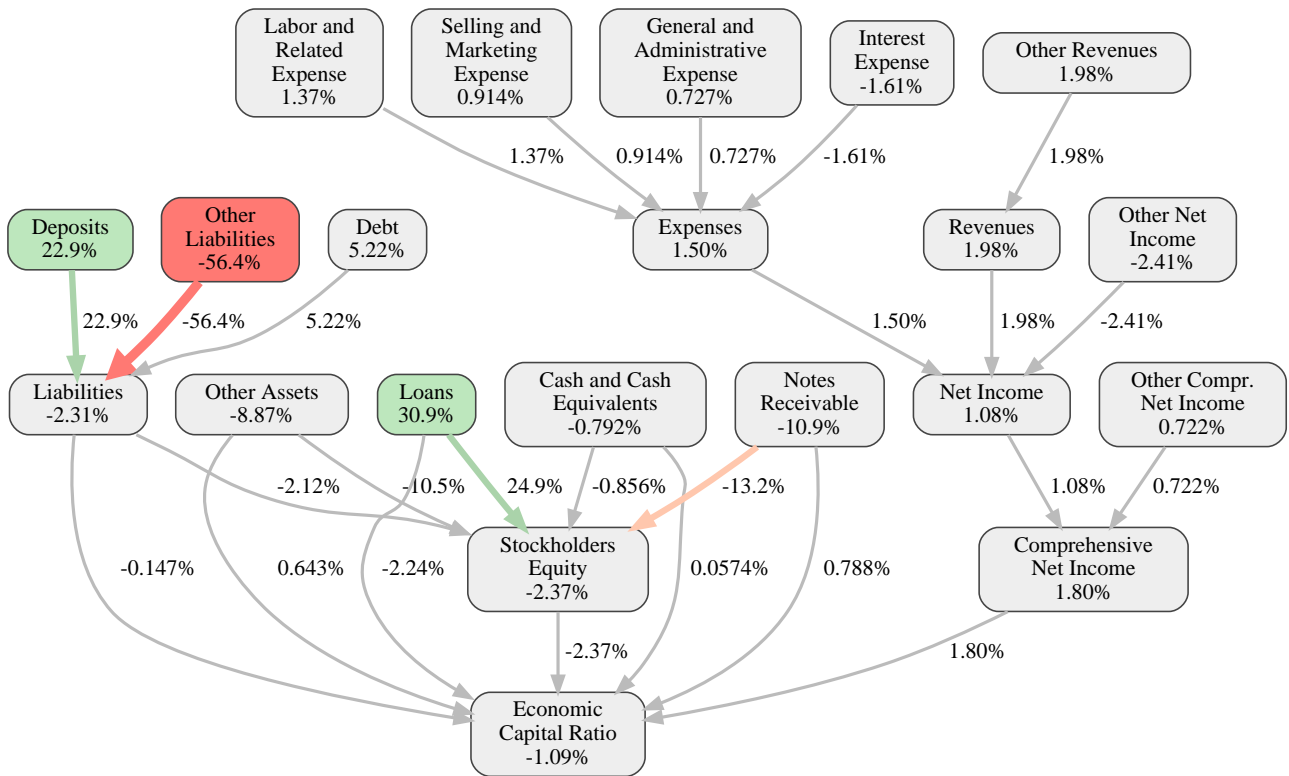 Labor and
Related
Expense
1.37%
Selling and
Marketing
Expense
0.914%
General and
Administrative
Expense
0.727%
Interest
Expense
-1.61%
Other Revenues
1.98%
1.37%
0.914%
0.727%
-1.61%
1.98%
Deposits
22.9%
Other
Liabilities
-56.4%
Debt
5.22%
Expenses
1.50%
Revenues
1.98%
Other Net
Income
-2.41%
22.9%
-56.4%
5.22%
1.50%
1.98%
-2.41%
Liabilities
-2.31%
Other Assets
-8.87%
Loans
30.9%
Cash and Cash
Equivalents
-0.792%
Notes
Receivable
-10.9%
Net Income
1.08%
Other Compr.
Net Income
0.722%
-2.12%
-10.5%
24.9%
-0.856%
-13.2%
1.08%
0.722%
Stockholders
Equity
-2.37%
Comprehensive
Net Income
1.80%
-0.147%
0.643%
-2.24%
0.0574%
0.788%
-2.37%
1.80%
Economic
Capital Ratio
-1.09%